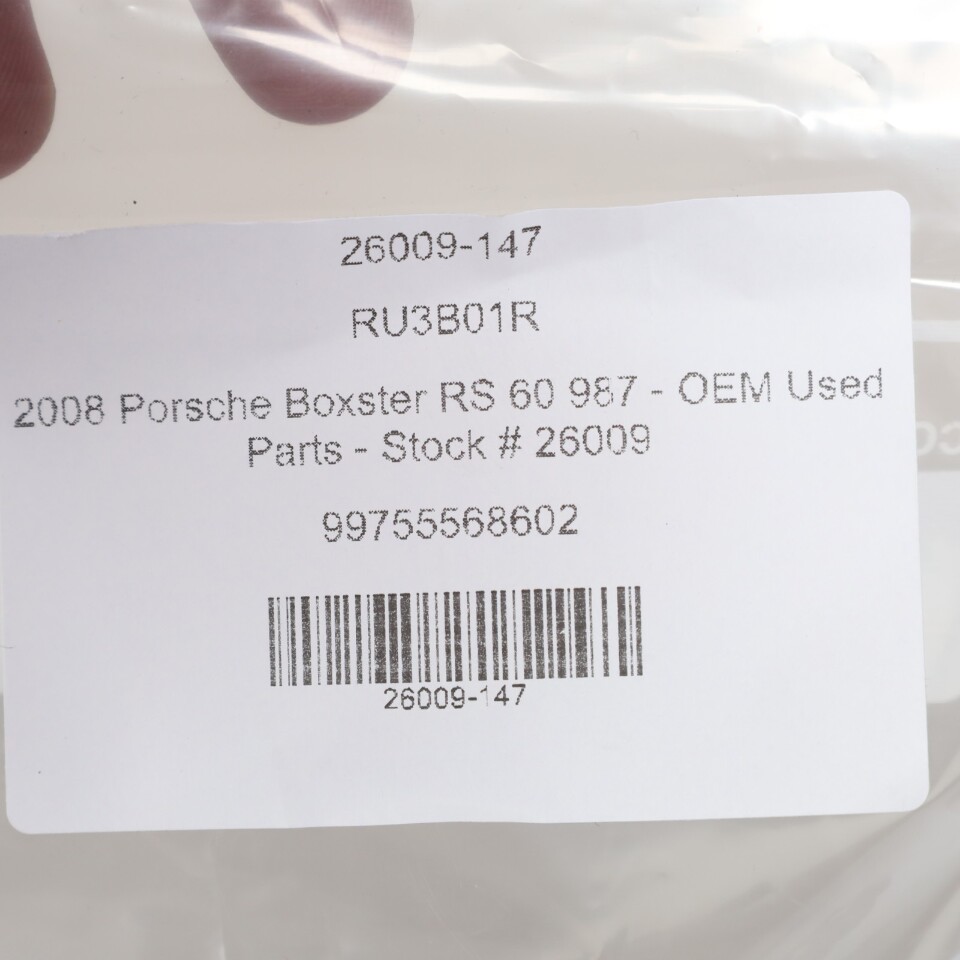 26009-147
RU3B01R
2008 Porsche Boxster RS 60 987 - OEM Used
Parts - Stock # 26009
99755568602
26009-147